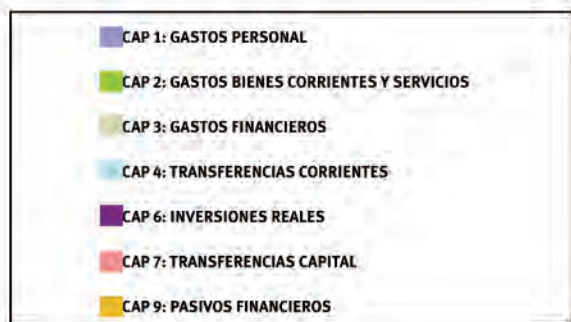 CAP 1: GASTOS PERSONAL
CAP 2: GASTOS BIENES CORRIENTES Y SERVICIOS
CAP 3: GASTOS FINANCIEROS
CAP 4: TRANSFERENCIAS CORRIENTES
CAP 6: INVERSIONES REALES
CAP 7: TRANSFERENCIAS CAPITAL
CAP 9: PASIVOS FINANCIEROS